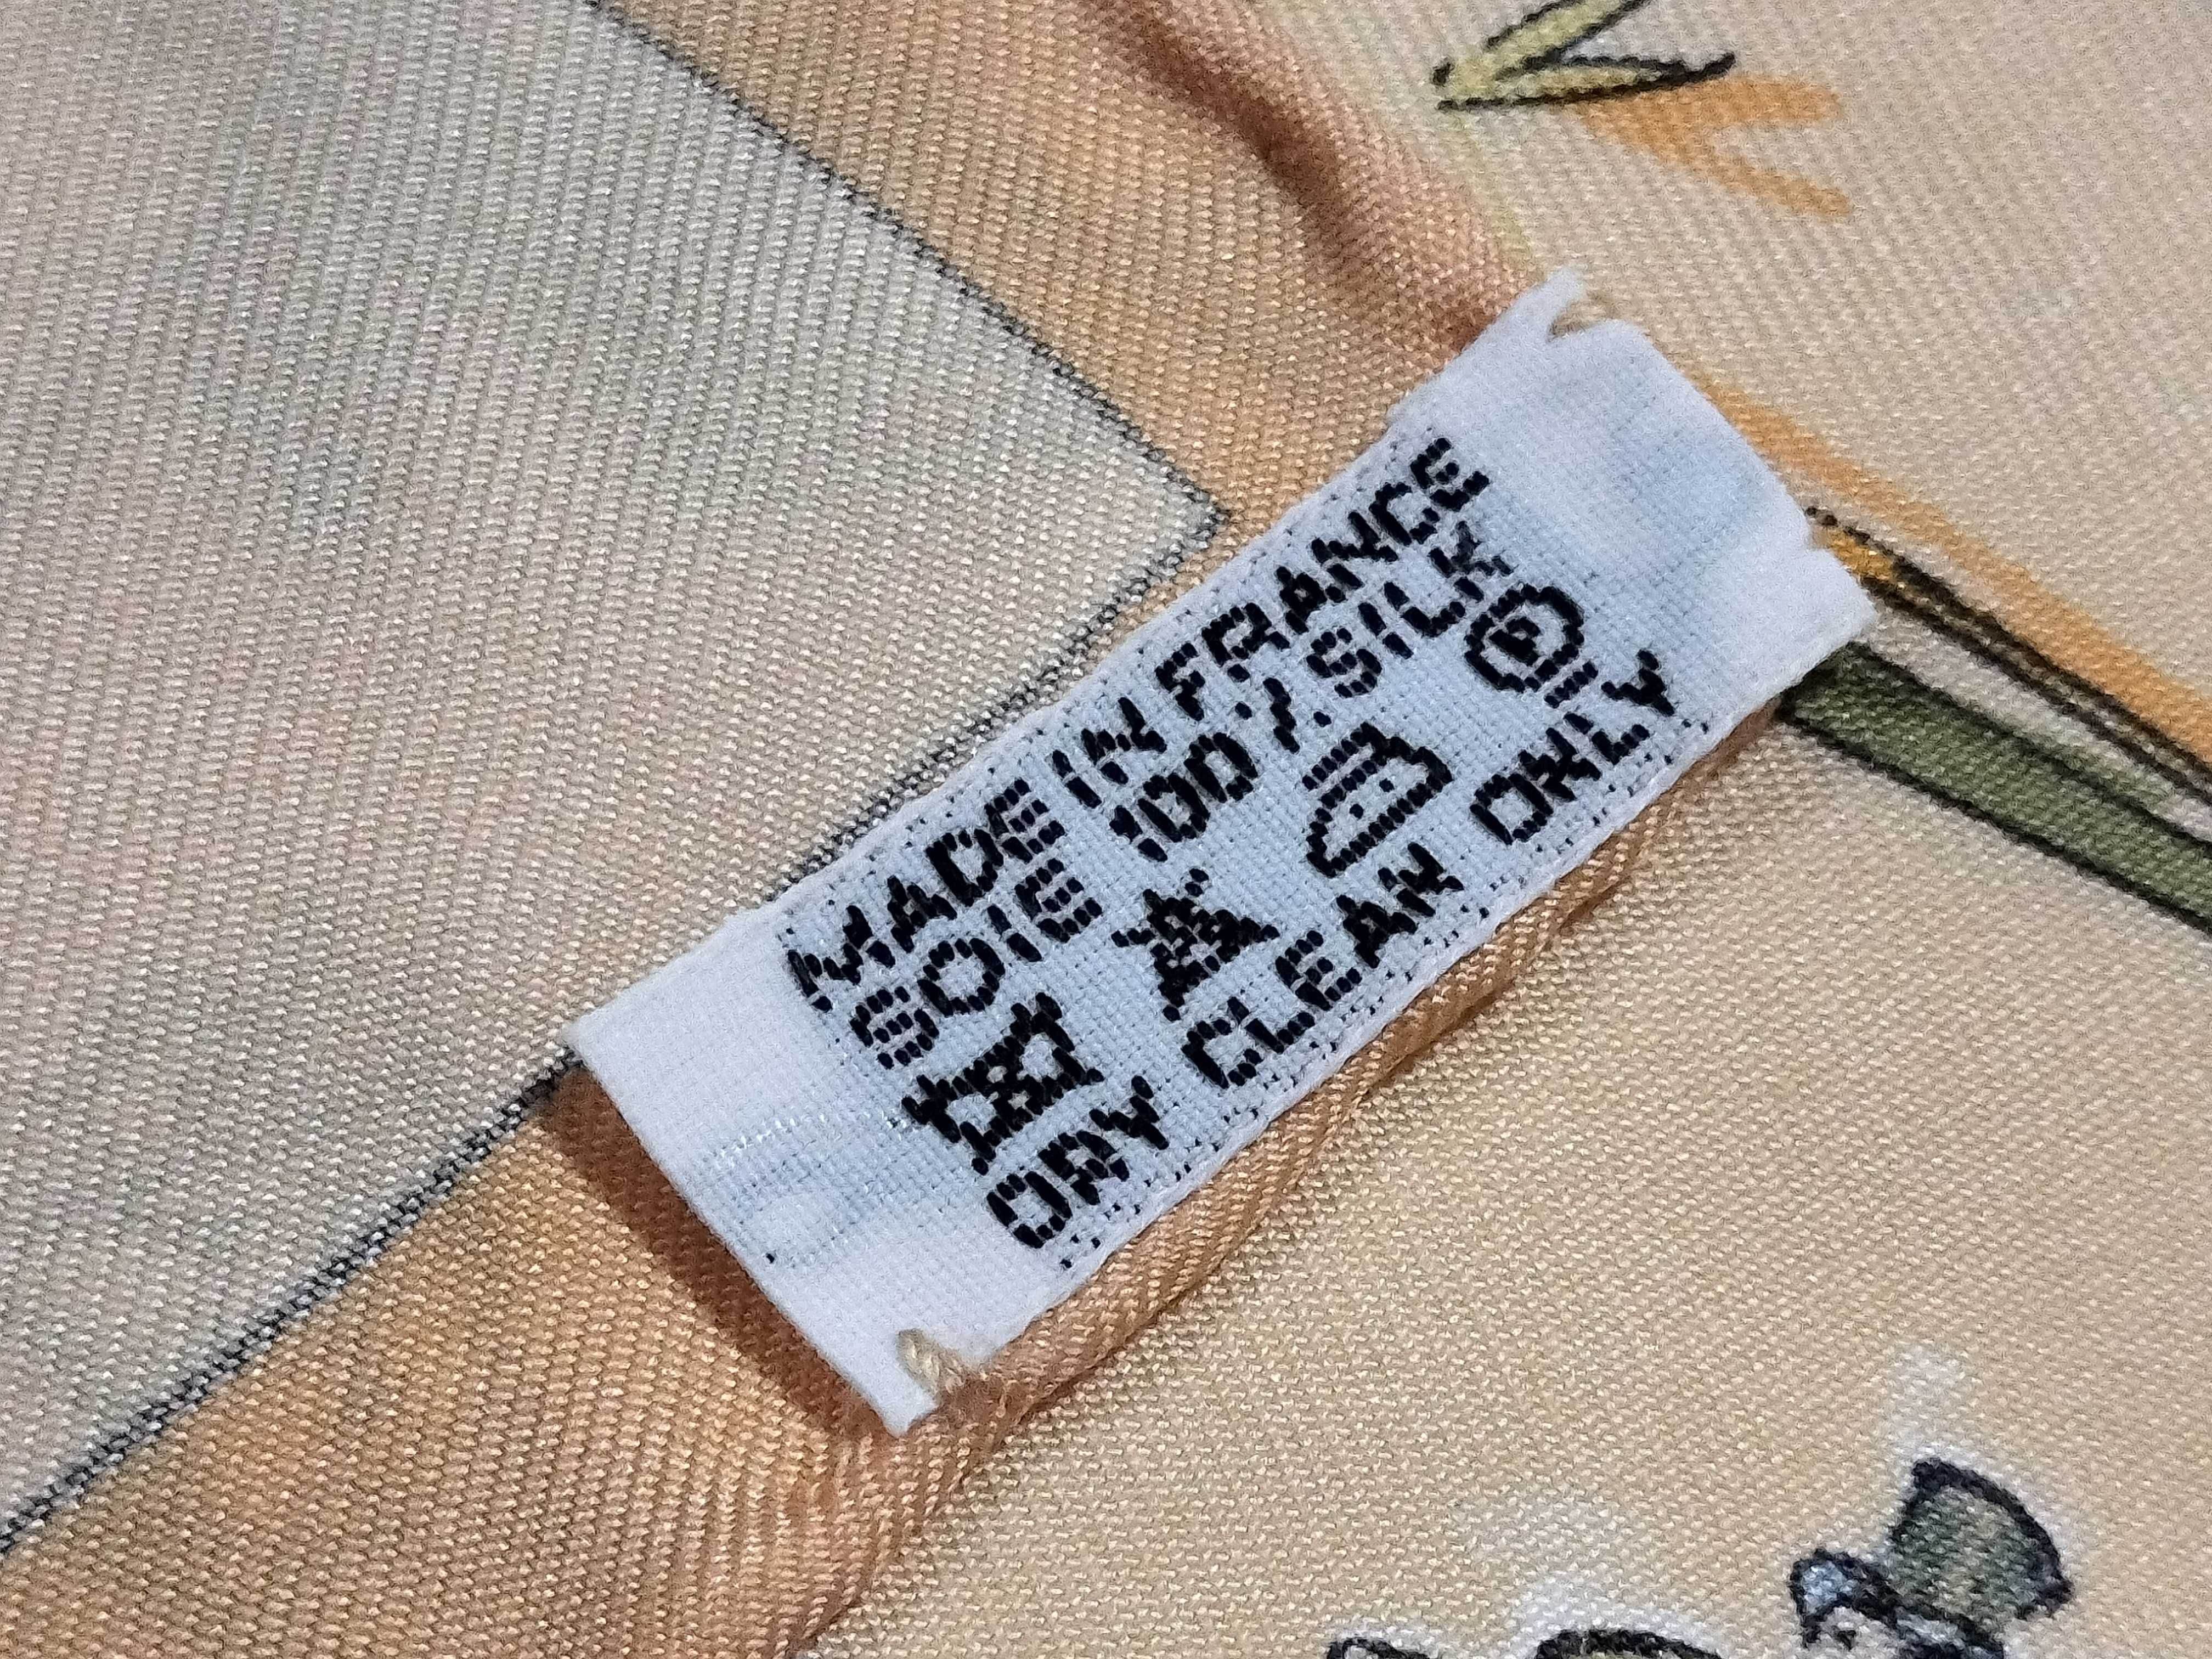 MADE IN FRANCE
SOIE 100% SILK
P
DRY CLEAN ONLY